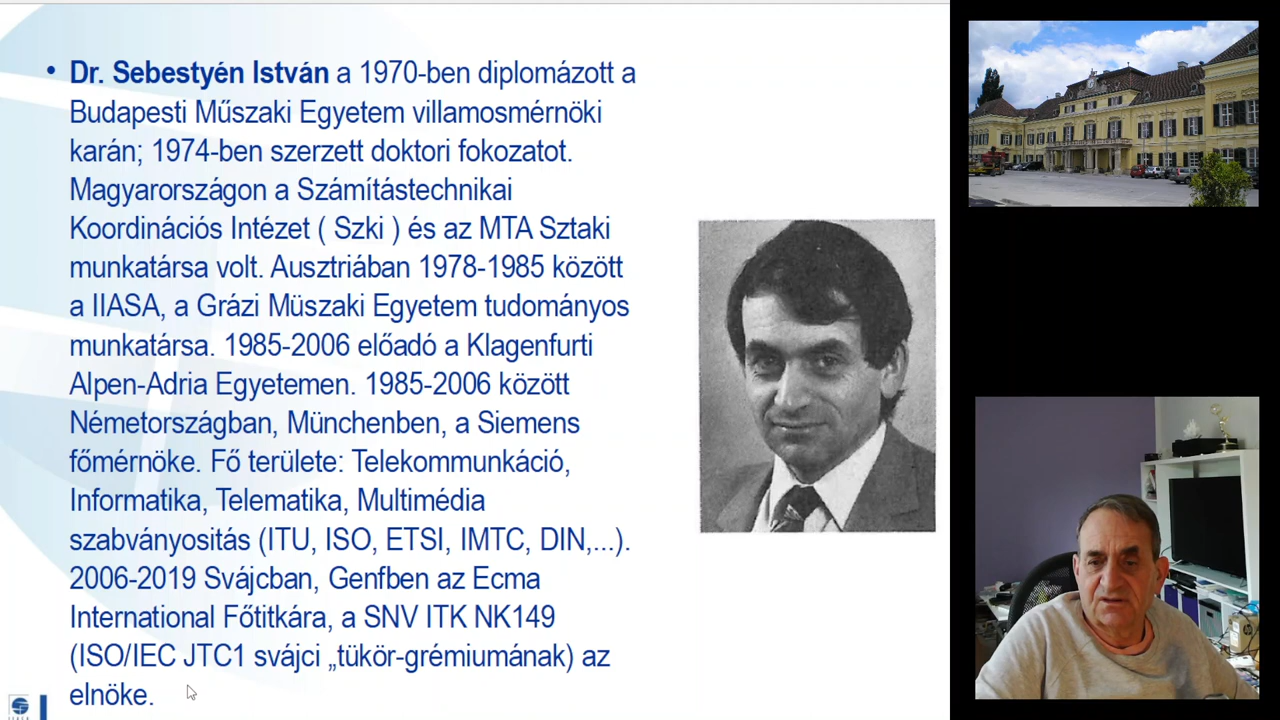 • Dr. Sebestyén István a 1970-ben diplomázott a
Budapesti Műszaki Egyetem villamosmérnöki
karán; 1974-ben szerzett doktori fokozatot.
Magyarországon a Számítástechnikai
Koordinációs Intézet ( Szki ) és az MTA Sztaki
munkatársa volt. Ausztriában 1978-1985 között
a IIASA, a Grázi Müszaki Egyetem tudományos
munkatársa. 1985-2006 előadó a Klagenfurti
Alpen-Adria Egyetemen. 1985-2006 között
Németországban, Münchenben, a Siemens
főmérnöke. Fő területe: Telekommunkáció,
Informatika, Telematika, Multimédia
szabványositás (ITU, ISO, ETSI, IMTC, DIN,...).
2006-2019 Svájcban, Genfben az Ecma
International Főtitkára, a SNV ITK NK149
(ISO/IEC JTC1 svájci „tükör-grémiumának) az
elnöke.